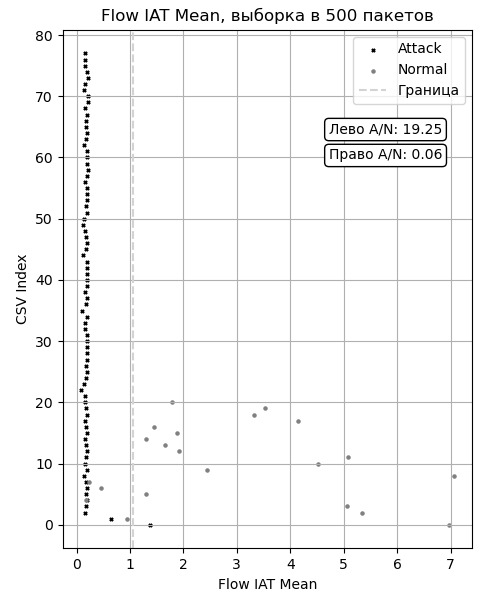 Flow IAT Mean, выборка в 500 пакетов
80
70
60
50
40
30
20
10
0
CSV Index
Attack
Normal
Граница
Лево A/N: 19.25
Право A/N: 0.06
0 1 2 3 4 5 6 7
Flow IAT Mean